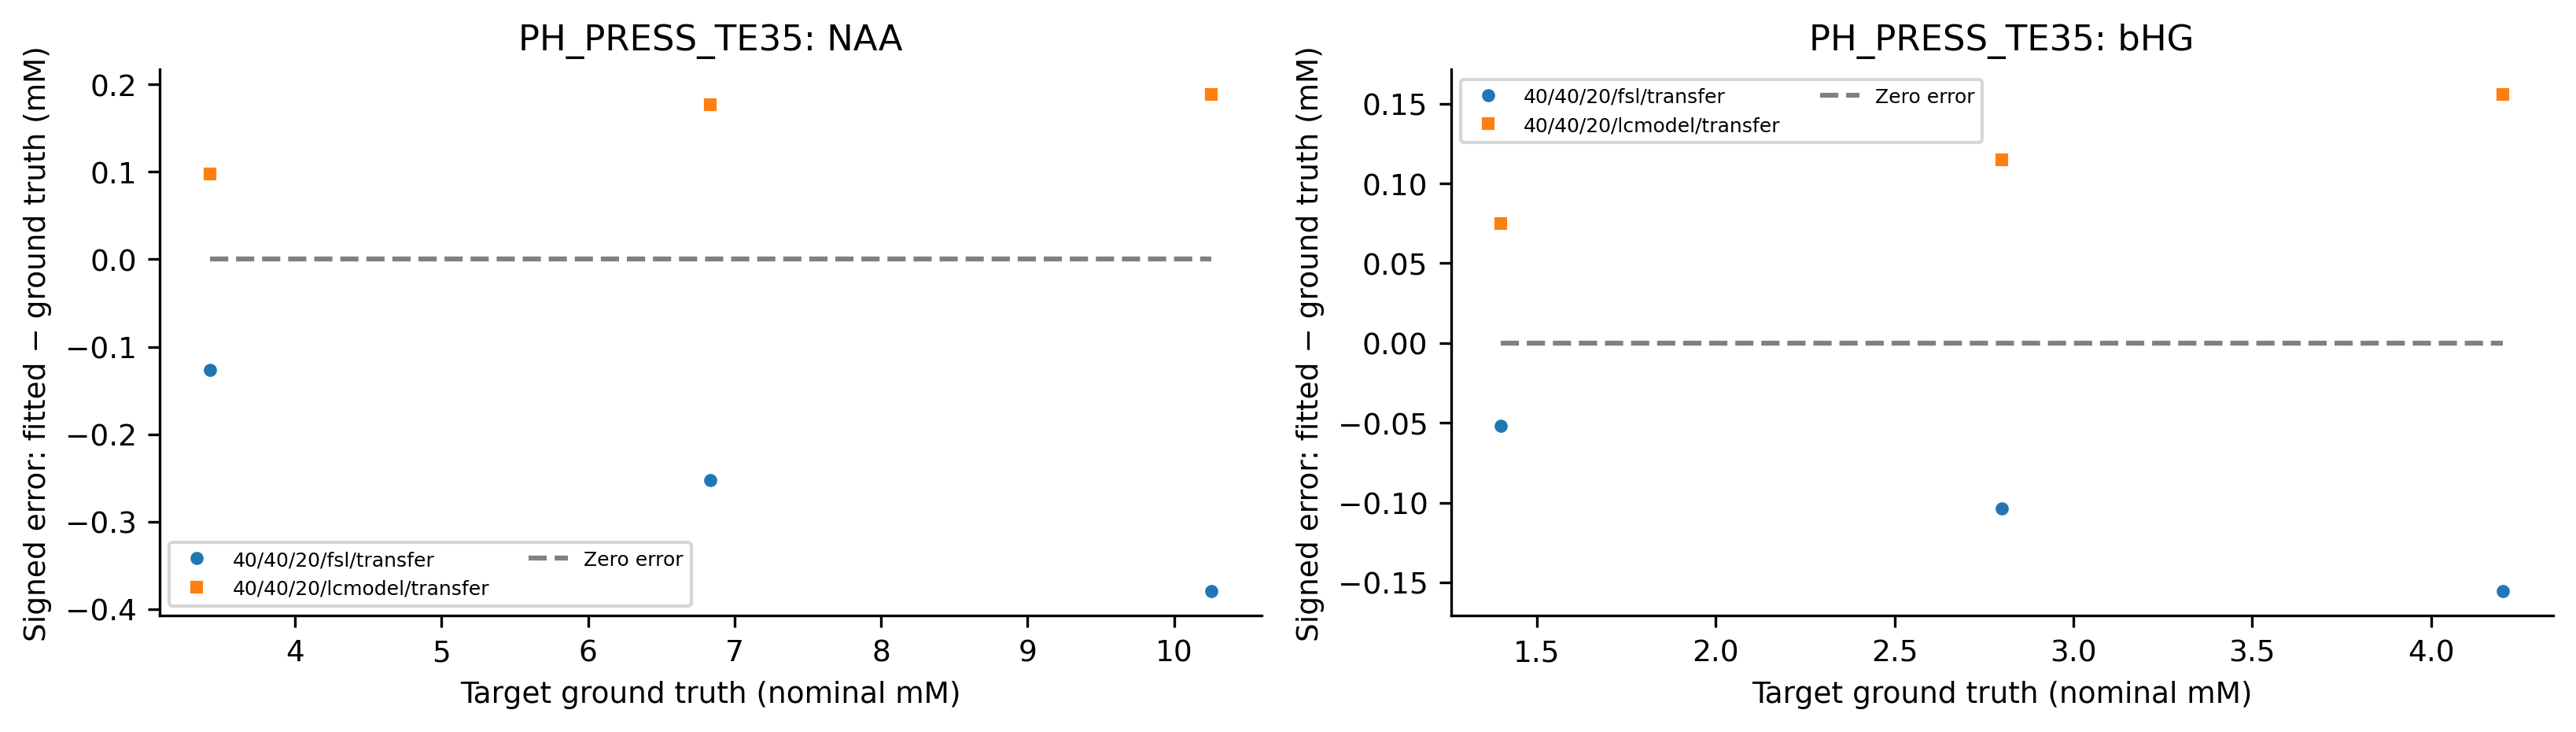 PH_PRESS_TE35: NAA
Signed error: fitted − ground truth (mM)
0.2
0.1
0.0
−0.1
−0.2
−0.3
−0.4
40/40/20/fsl/transfer
40/40/20/lcmodel/transfer
Zero error
4 5 6 7 8 9 10
Target ground truth (nominal mM)
PH_PRESS_TE35: bHG
Signed error: fitted − ground truth (mM)
0.15
0.10
0.05
0.00
−0.05
−0.10
−0.15
40/40/20/fsl/transfer
40/40/20/lcmodel/transfer
Zero error
1.5 2.0 2.5 3.0 3.5 4.0
Target ground truth (nominal mM)